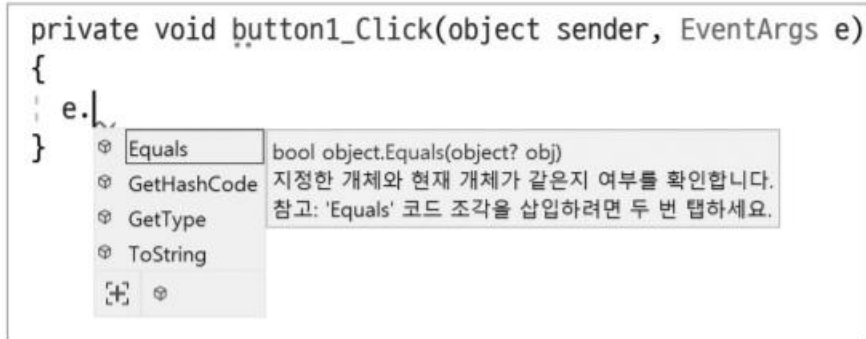 private void button1_Click(object sender, EventArgs e)
{
e.
}
Equals
GetHashCode
GetType
ToString
bool object.Equals(object? obj)
지정한 개체와 현재 개체가 같은지 여부를 확인합니다.
참고: 'Equals' 코드 조각을 삽입하려면 두 번 탭하세요.